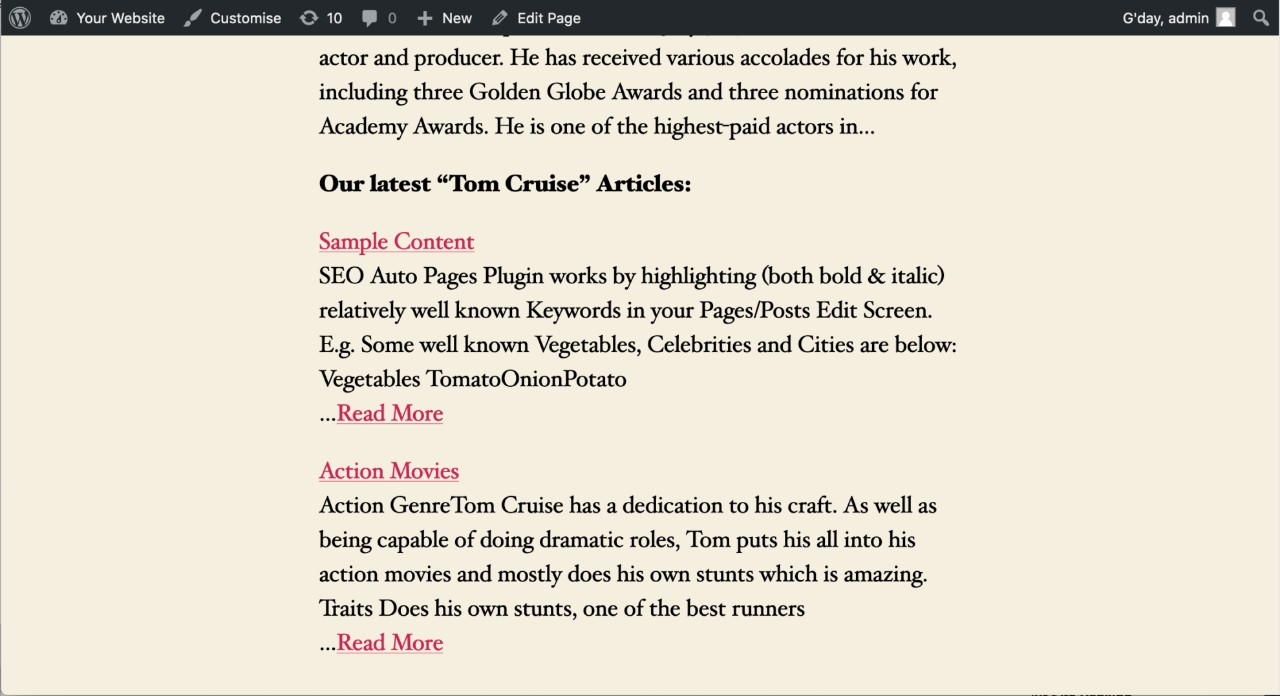 Your Website Customise 10 0 New Edit Page G'day, admin
actor and producer. He has received various accolades for his work,
including three Golden Globe Awards and three nominations for
Academy Awards. He is one of the highest-paid actors in...
Our latest “Tom Cruise” Articles:
Sample Content
SEO Auto Pages Plugin works by highlighting (both bold & italic)
relatively well known Keywords in your Pages/Posts Edit Screen.
E.g. Some well known Vegetables, Celebrities and Cities are below:
Vegetables TomatoOnionPotato
...Read More
Action Movies
Action GenreTom Cruise has a dedication to his craft. As well as
being capable of doing dramatic roles, Tom puts his all into his
action movies and mostly does his own stunts which is amazing.
Traits Does his own stunts, one of the best runners
...Read More